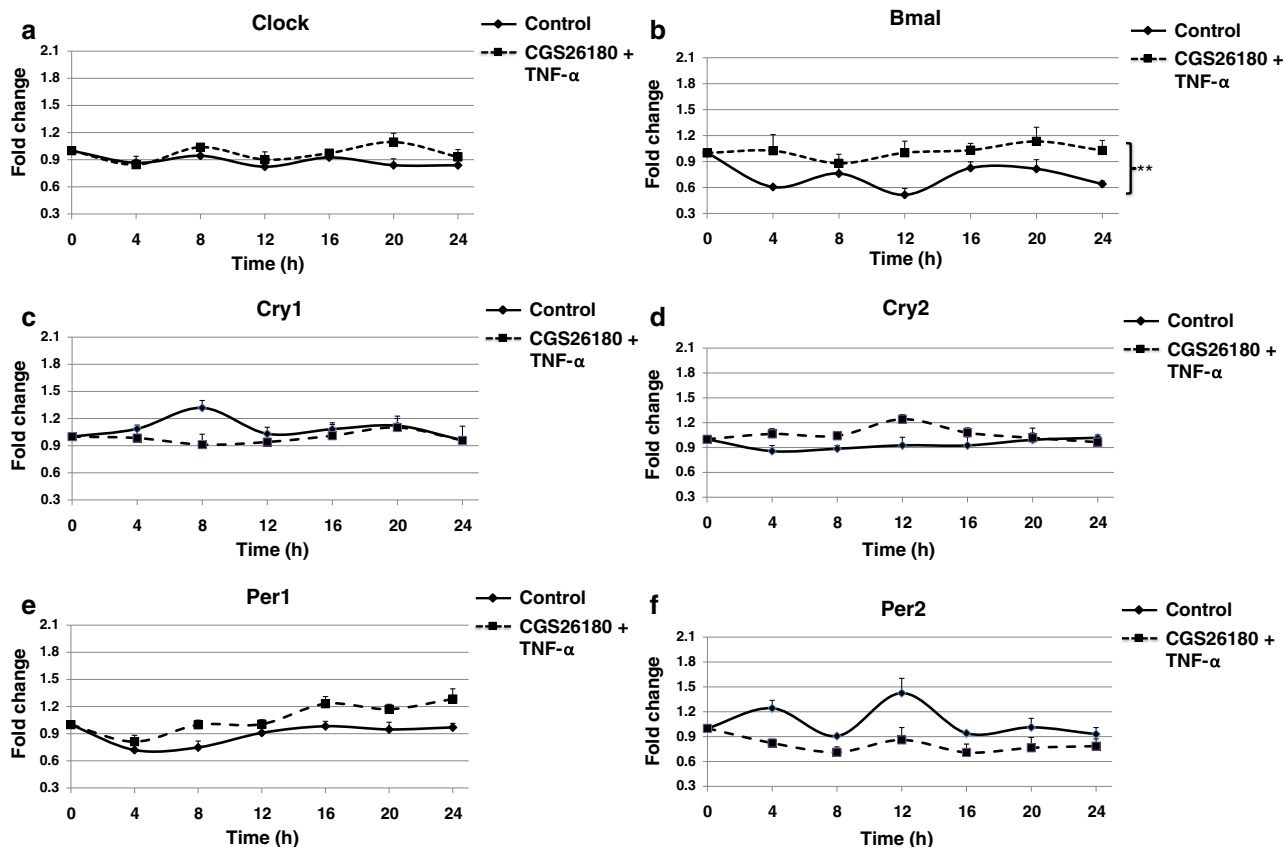 a
Clock
Control
CGS26180 +
TNF-α
Fold change
2.1
1.8
1.5
1.2
0.9
0.6
0.3
0 4 8 12 16 20 24
Time (h)
b
Bmal
Control
CGS26180 +
TNF-α
Fold change
2.1
1.8
1.5
1.2
0.9
0.6
0.3
**
0 4 8 12 16 20 24
Time (h)
c
Cry1
Control
CGS26180 +
TNF-α
Fold change
2.1
1.8
1.5
1.2
0.9
0.6
0.3
0 4 8 12 16 20 24
Time (h)
d
Cry2
Control
CGS26180 +
TNF-α
Fold change
2.1
1.8
1.5
1.2
0.9
0.6
0.3
0 4 8 12 16 20 24
Time (h)
e
Per1
Control
CGS26180 +
TNF-α
Fold change
2.1
1.8
1.5
1.2
0.9
0.6
0.3
0 4 8 12 16 20 24
Time (h)
f
Per2
Control
CGS26180 +
TNF-α
Fold change
2.1
1.8
1.5
1.2
0.9
0.6
0.3
0 4 8 12 16 20 24
Time (h)